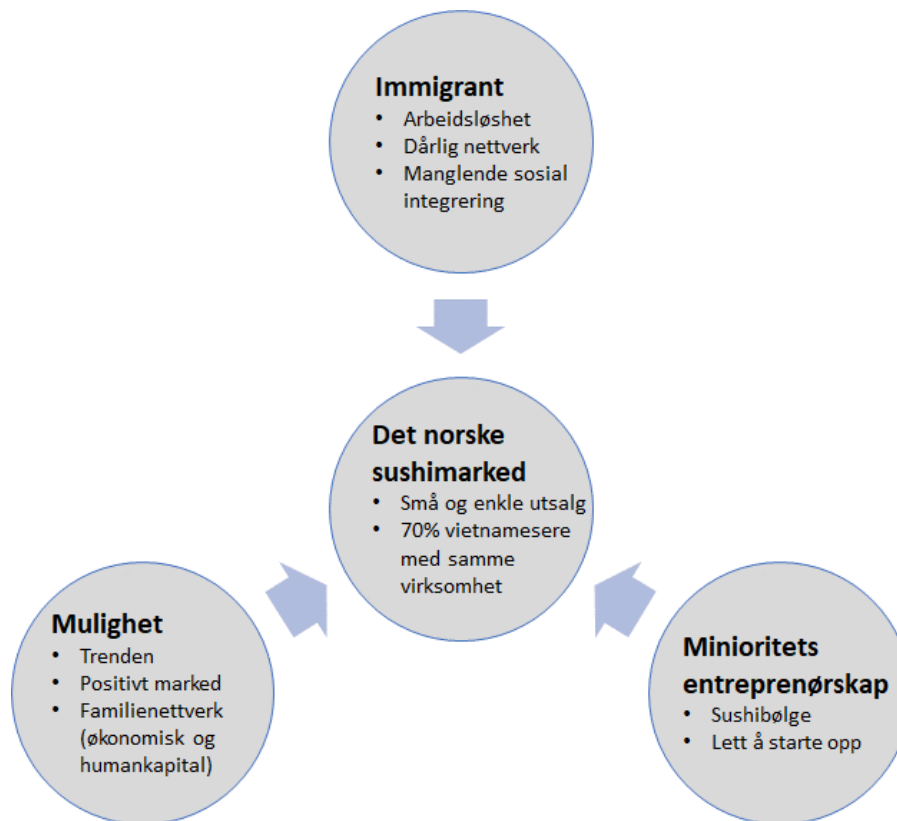 Immigrant
• Arbeidsløshet
• Dårlig nettverk
• Manglende sosial
integrering
Det norske
sushimarked
• Små og enkle utsalg
• 70% vietnamesere
med samme
virksomhet
Mulighet
• Trenden
• Positivt marked
• Familienettverk
(økonomisk og
humankapital)
Minioritets
entreprenørskap
• Sushibølge
• Lett å starte opp